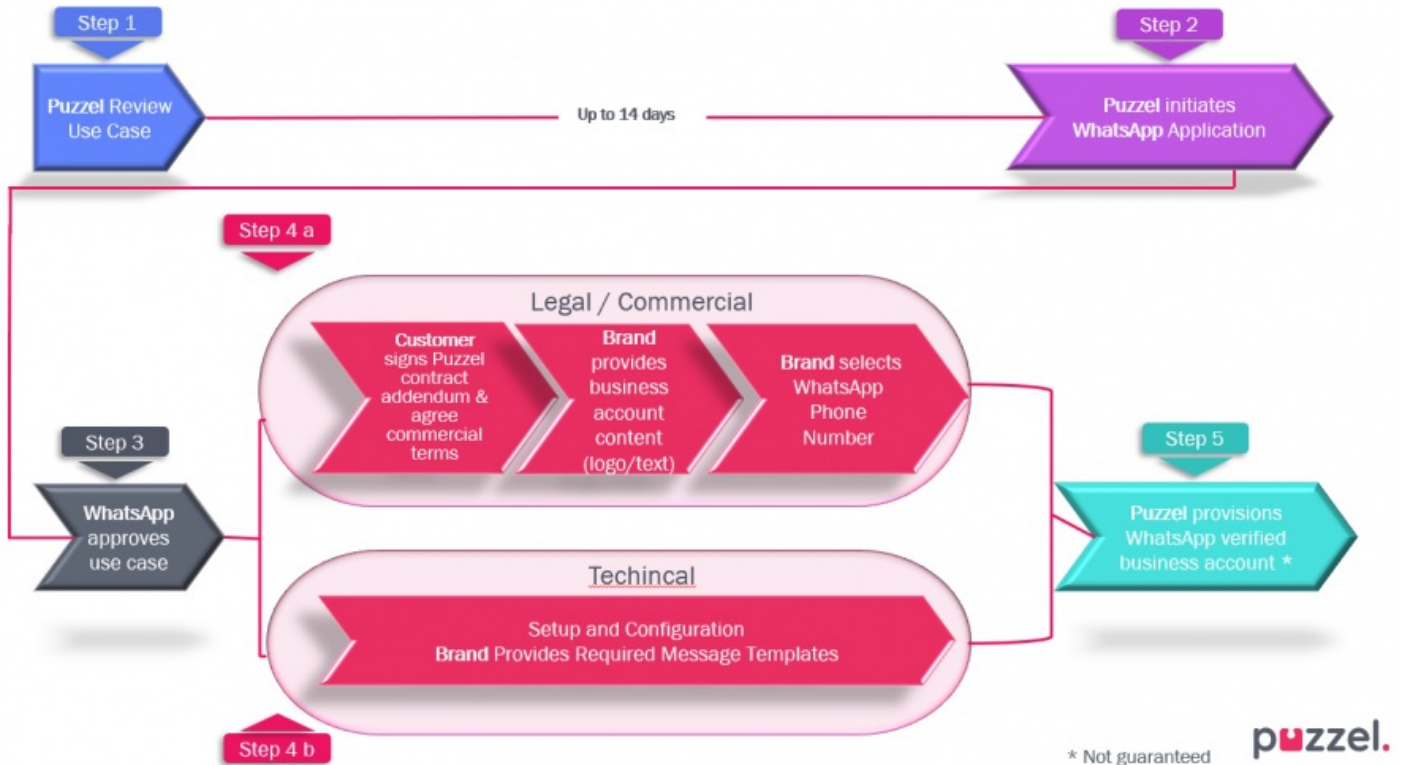 Step 1
Step 2
Puzzel Review
Use Case
Up to 14 days
Puzzel initiates
WhatsApp Application
Step 4 a
Legal / Commercial
Customer
signs Puzzel
contract
addendum &
agree
commercial
terms
Brand
provides
business
account
content
(logo/text)
Brand selects
WhatsApp
Phone
Number
Step 3
WhatsApp
approves
use case
Step 5
Puzzel provisions
WhatsApp verified
business account *
Techincal
Setup and Configuration
Brand Provides Required Message Templates
Step 4 b
* Not guaranteed
puzzel.